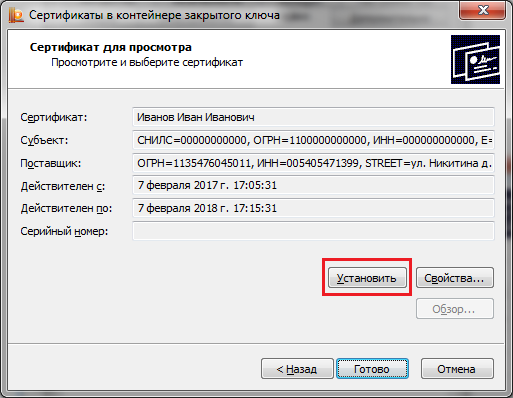 Сертификаты в контейнере закрытого ключа
Сертификат для просмотра
Просмотрите и выберите сертификат
Сертификат: Иванов Иван Иванович
Субъект: СНИЛС=00000000000, ОГРН=1100000000000, ИНН=000000000000, E=
Поставщик: ОГРН=1135476045011, ИНН=005405471399, STREET=ул. Никитина д.
Действителен с: 7 февраля 2017 г. 17:05:31
Действителен по: 7 февраля 2018 г. 17:15:31
Серийный номер:
Установить Свойства...
Обзор...
< Назад Готово Отмена